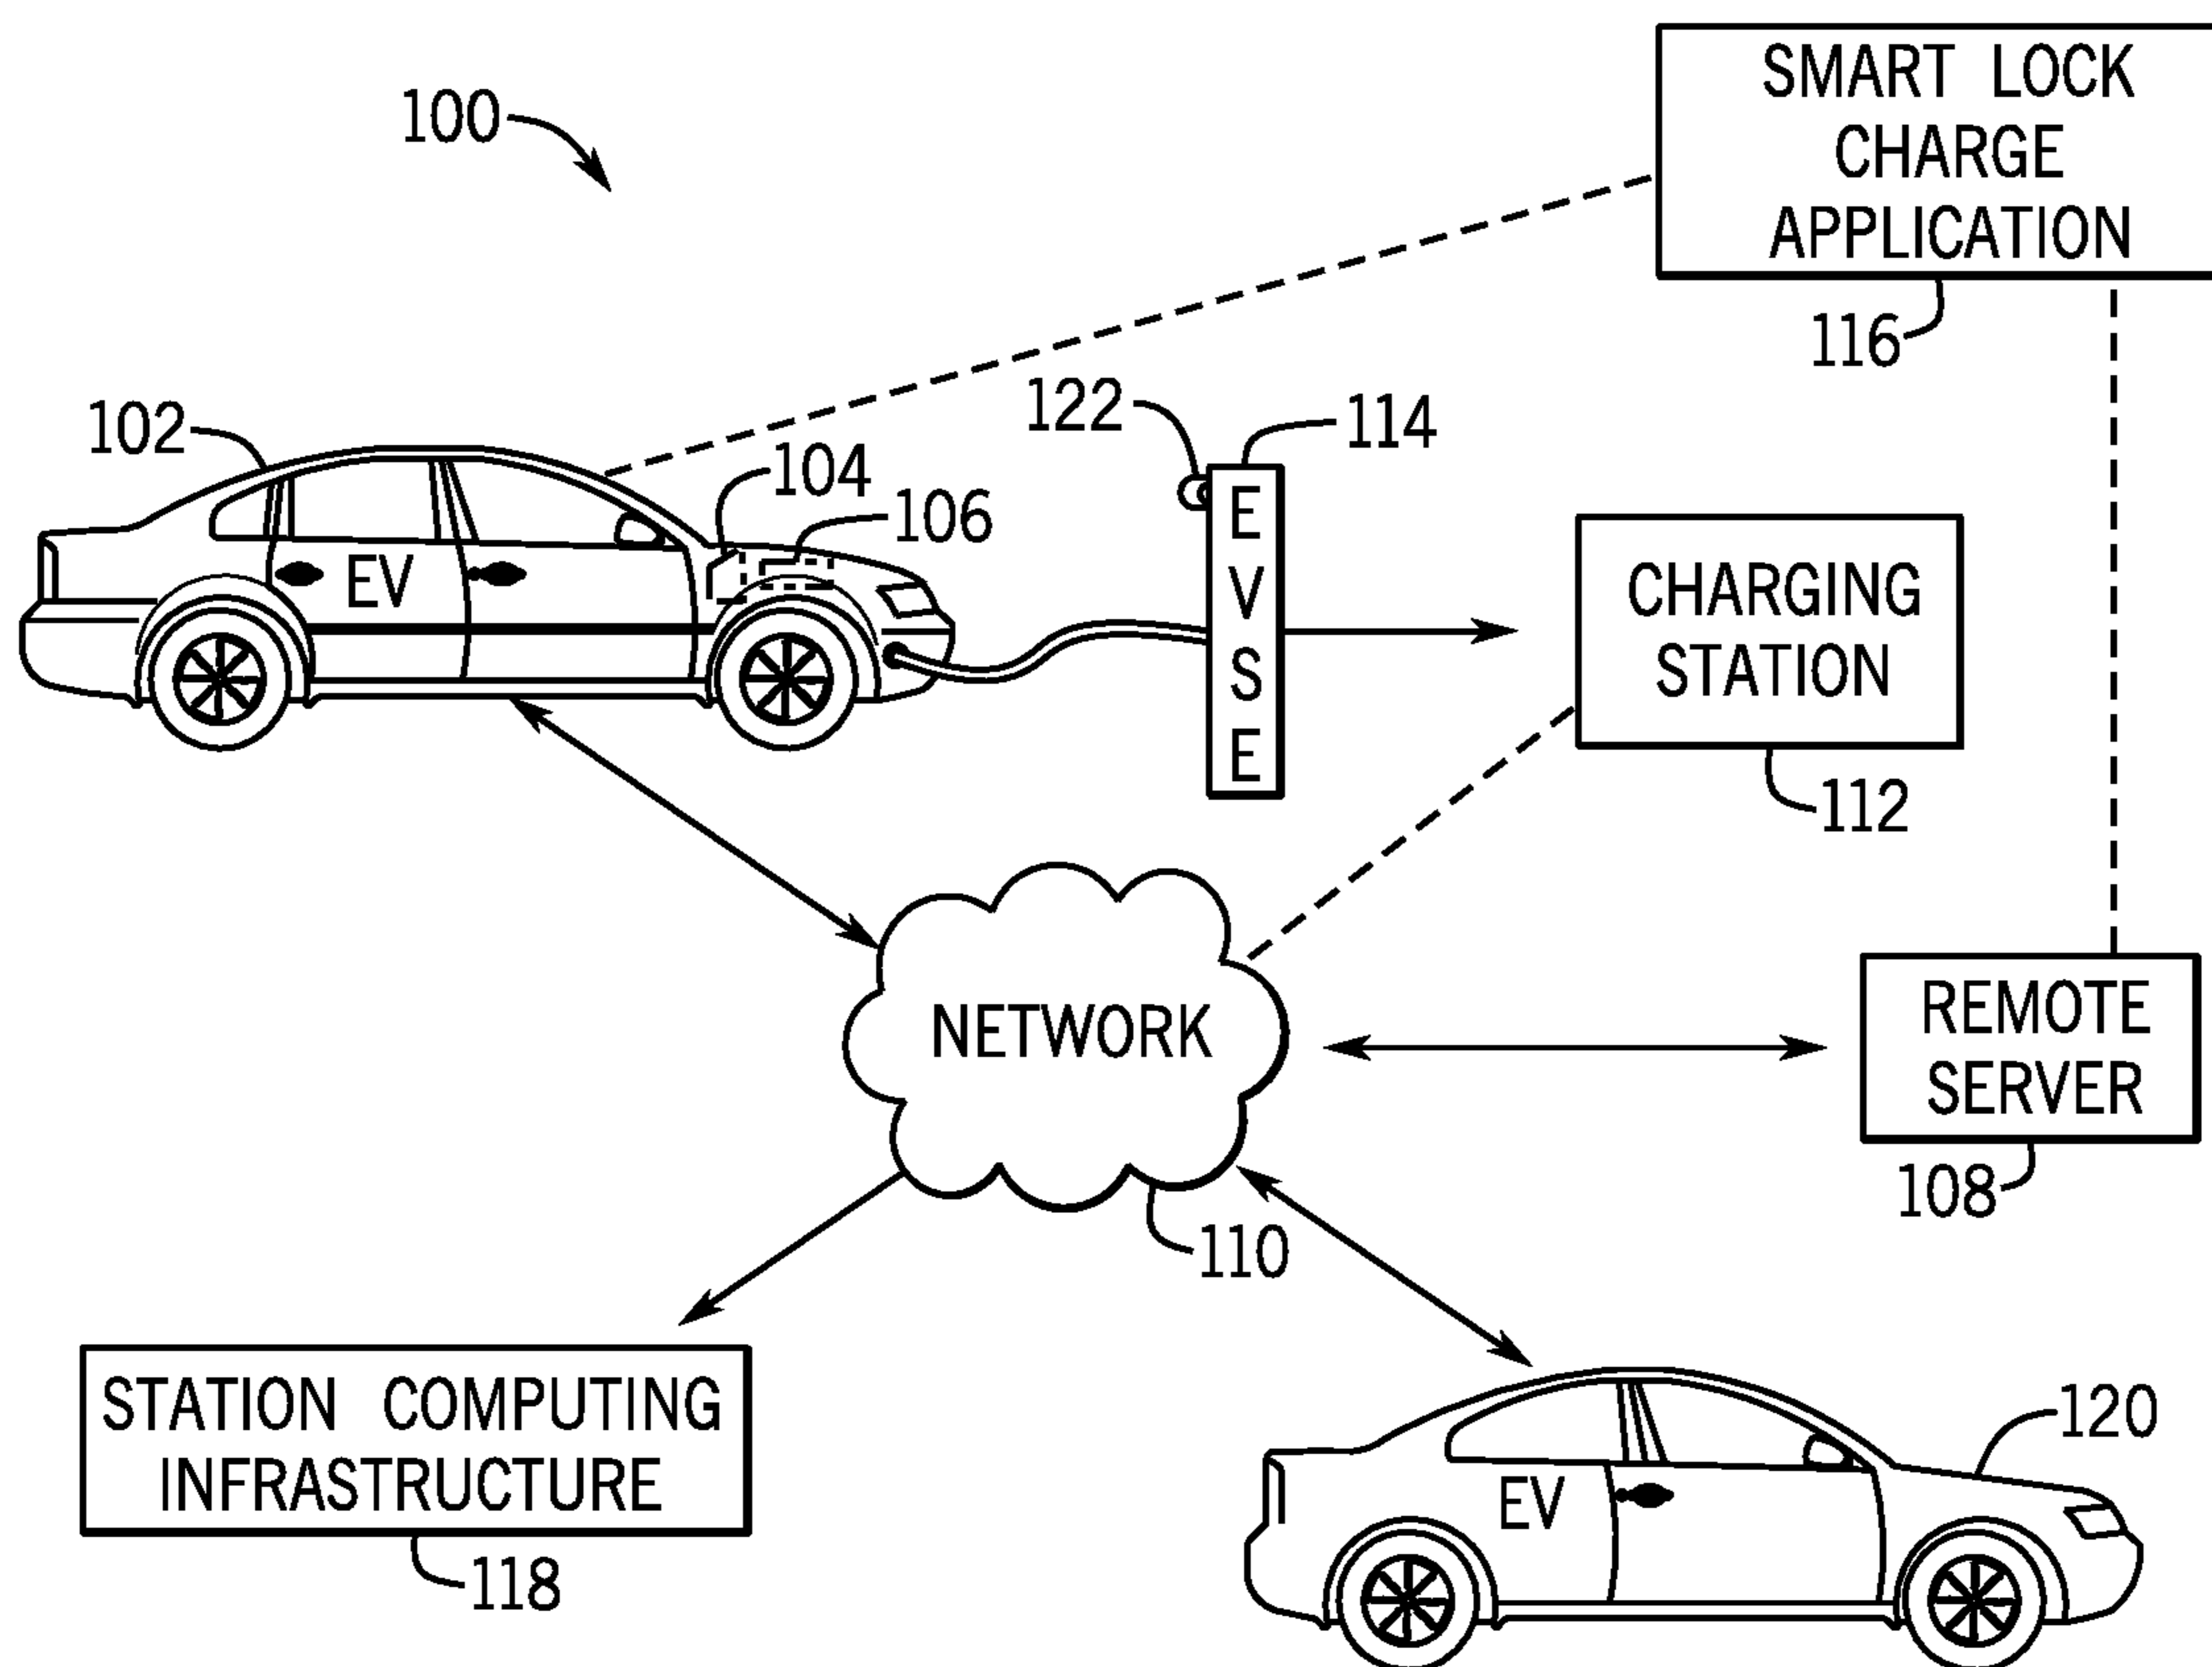 100
SMART LOCK
CHARGE
APPLICATION
116
102
104
106
122
114
EV
EVSE
CHARGING
STATION
112
NETWORK
110
REMOTE
SERVER
108
STATION COMPUTING
INFRASTRUCTURE
118
120
EV